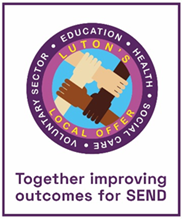 VOLUNTARY SECTOR • EDUCATION • HEALTH • SOCIAL CARE •
LUTON'S
LOCAL OFFER
Together improving
outcomes for SEND